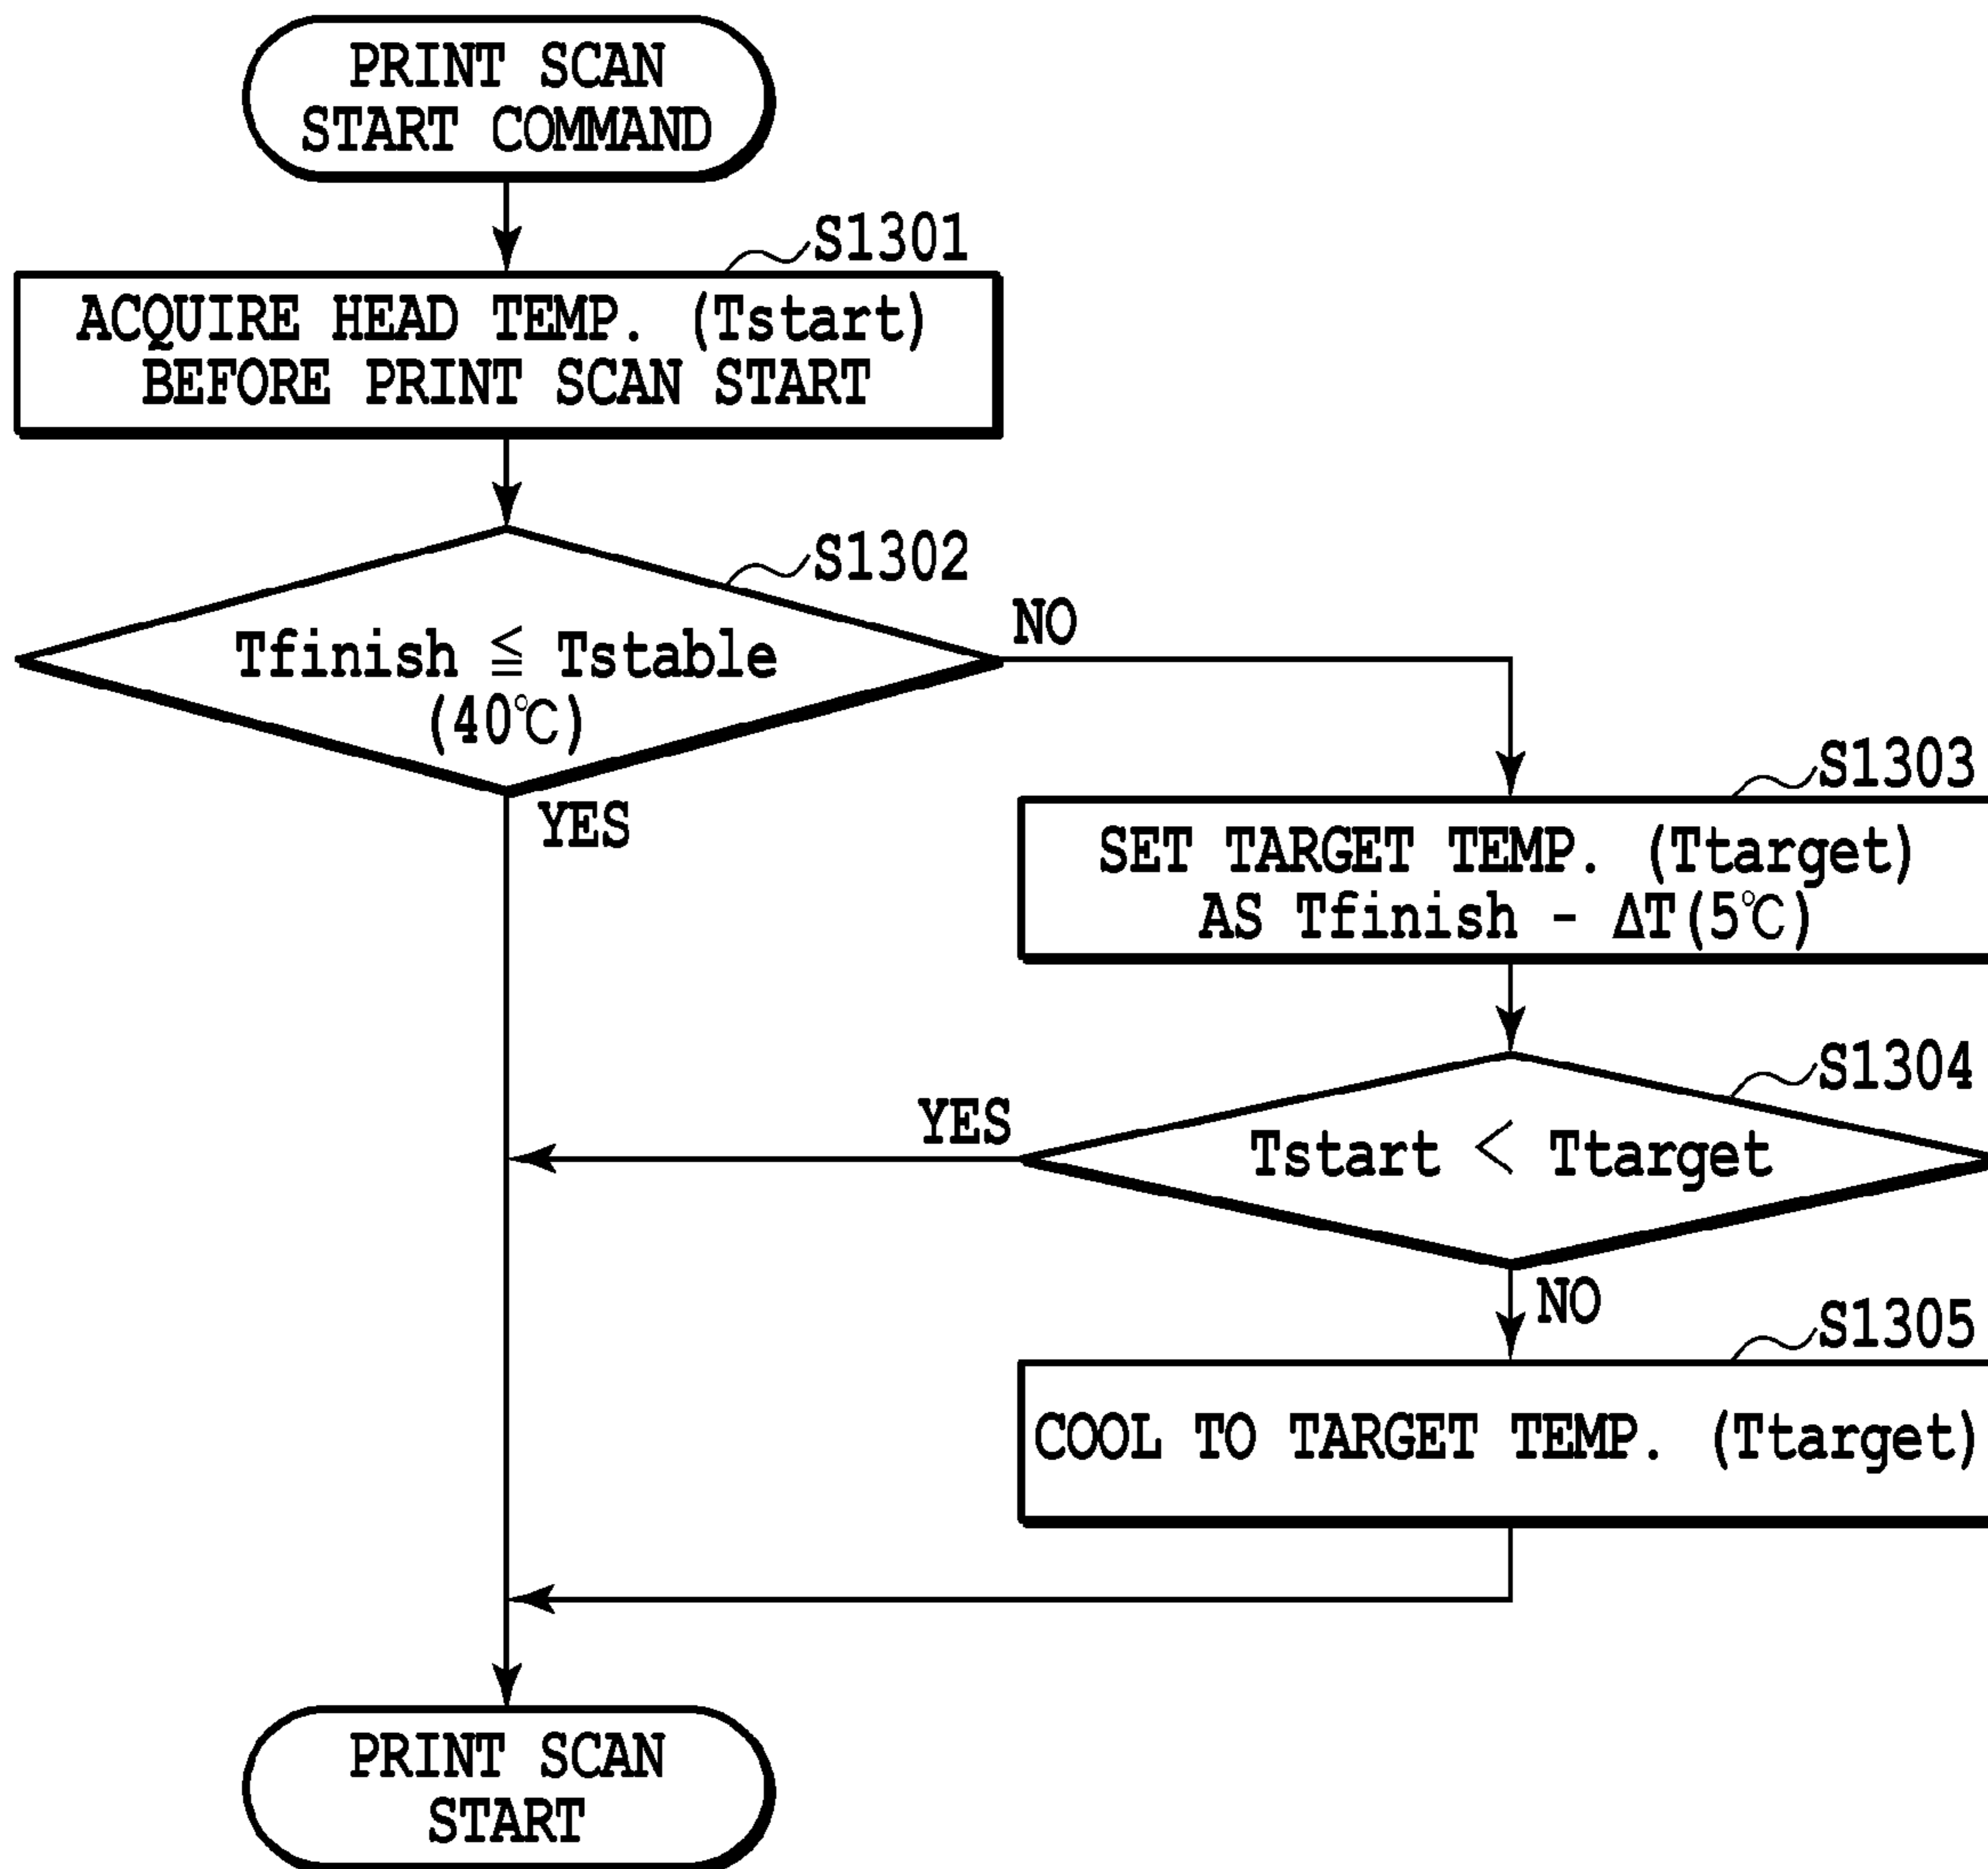 PRINT SCAN
START COMMAND
S1301
ACQUIRE HEAD TEMP. (Tstart)
BEFORE PRINT SCAN START
S1302
Tfinish ≦ Tstable
(40℃)
NO
YES
S1303
SET TARGET TEMP. (Ttarget)
AS Tfinish - ΔT(5℃)
S1304
Tstart < Ttarget
YES
NO
S1305
COOL TO TARGET TEMP. (Ttarget)
PRINT SCAN
START